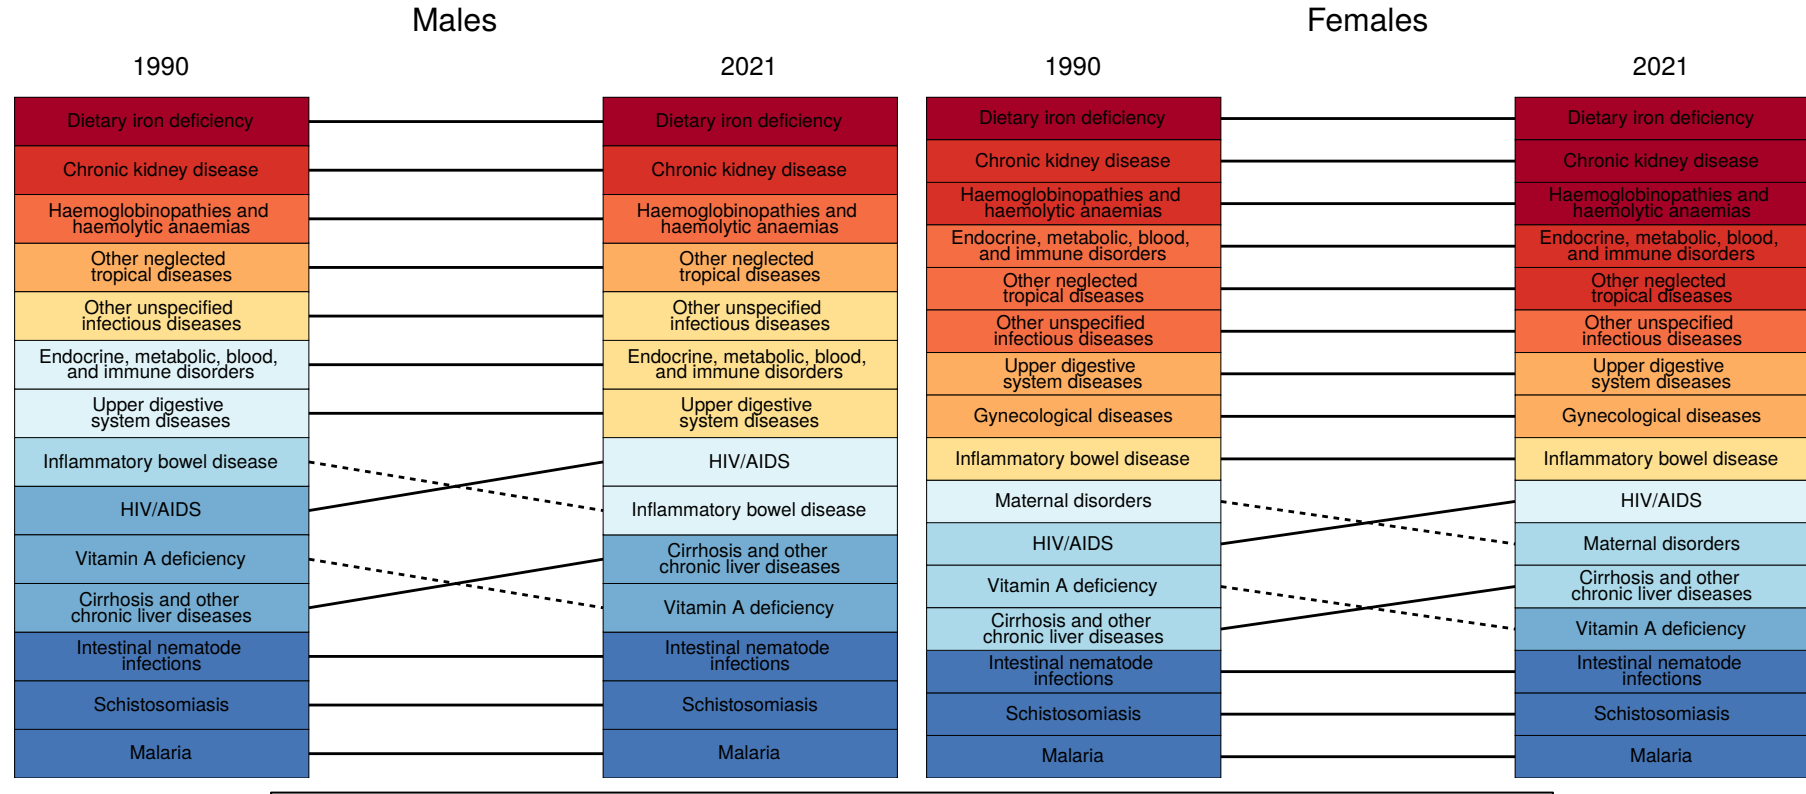 Males
1990
2021
Dietary iron deficiency
Chronic kidney disease
Haemoglobinopathies and
haemolytic anaemias
Other neglected
tropical diseases
Other unspecified
infectious diseases
Endocrine, metabolic, blood,
and immune disorders
Upper digestive
system diseases
Inflammatory bowel disease
HIV/AIDS
Vitamin A deficiency
Cirrhosis and other
chronic liver diseases
Intestinal nematode
infections
Schistosomiasis
Malaria
Dietary iron deficiency
Chronic kidney disease
Haemoglobinopathies and
haemolytic anaemias
Other neglected
tropical diseases
Other unspecified
infectious diseases
Endocrine, metabolic, blood,
and immune disorders
Upper digestive
system diseases
HIV/AIDS
Inflammatory bowel disease
Cirrhosis and other
chronic liver diseases
Vitamin A deficiency
Intestinal nematode
infections
Schistosomiasis
Malaria
Females
1990
2021
Dietary iron deficiency
Chronic kidney disease
Haemoglobinopathies and
haemolytic anaemias
Endocrine, metabolic, blood,
and immune disorders
Other neglected
tropical diseases
Other unspecified
infectious diseases
Upper digestive
system diseases
Gynecological diseases
Inflammatory bowel disease
Maternal disorders
HIV/AIDS
Vitamin A deficiency
Cirrhosis and other
chronic liver diseases
Intestinal nematode
infections
Schistosomiasis
Malaria
Dietary iron deficiency
Chronic kidney disease
Haemoglobinopathies and
haemolytic anaemias
Endocrine, metabolic, blood,
and immune disorders
Other neglected
tropical diseases
Other unspecified
infectious diseases
Upper digestive
system diseases
Gynecological diseases
Inflammatory bowel disease
HIV/AIDS
Maternal disorders
Cirrhosis and other
chronic liver diseases
Vitamin A deficiency
Intestinal nematode
infections
Schistosomiasis
Malaria